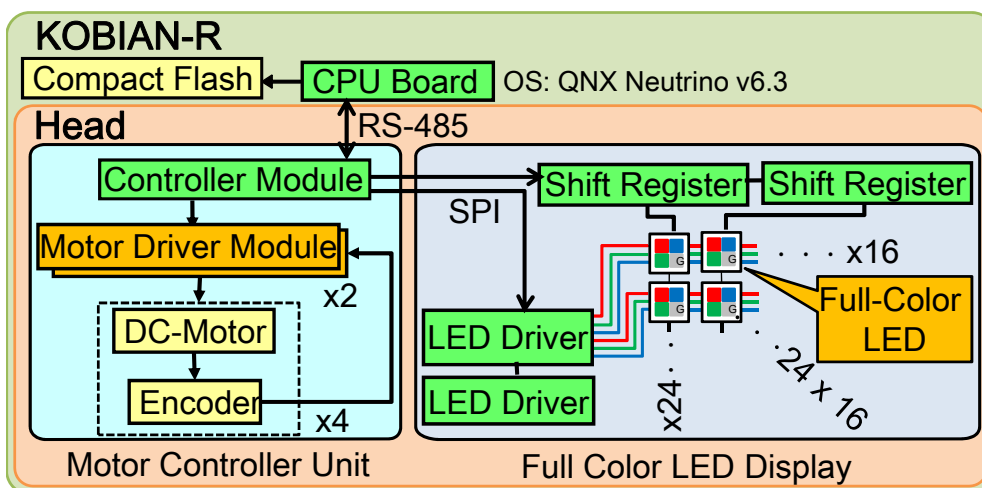 KOBIAN-R
Compact Flash
CPU Board
OS: QNX Neutrino v6.3
Head
RS-485
Controller Module
Shift Register
Shift Register
SPI
Motor Driver Module
x2
G
G
x16
G
G
Full-Color
LED
DC-Motor
LED Driver
Encoder
x4
LED Driver
x24
24 x 16
Motor Controller Unit
Full Color LED Display